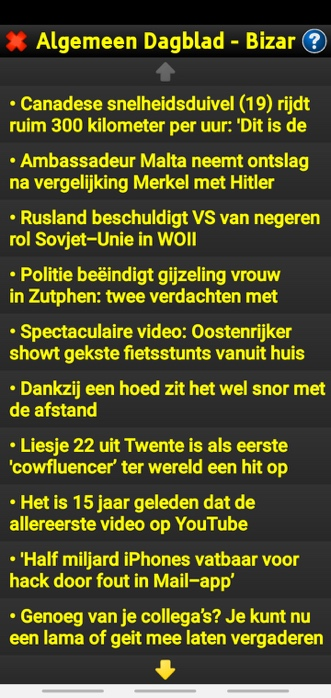 Algemeen Dagblad - Bizar
• Canadese snelheidsduivel (19) rijdt
ruim 300 kilometer per uur: 'Dit is de
• Ambassadeur Malta neemt ontslag
na vergelijking Merkel met Hitler
• Rusland beschuldigt VS van negeren
rol Sovjet–Unie in WOII
• Politie beëindigt gijzeling vrouw
in Zutphen: twee verdachten met
• Spectaculaire video: Oostenrijker
showt gekste fietsstunts vanuit huis
• Dankzij een hoed zit het wel snor met
de afstand
• Liesje 22 uit Twente is als eerste
'cowfluencer’ ter wereld een hit op
• Het is 15 jaar geleden dat de
allereerste video op YouTube
• 'Half miljard iPhones vatbaar voor
hack door fout in Mail–app’
• Genoeg van je collega’s? Je kunt nu
een lama of geit mee laten vergaderen